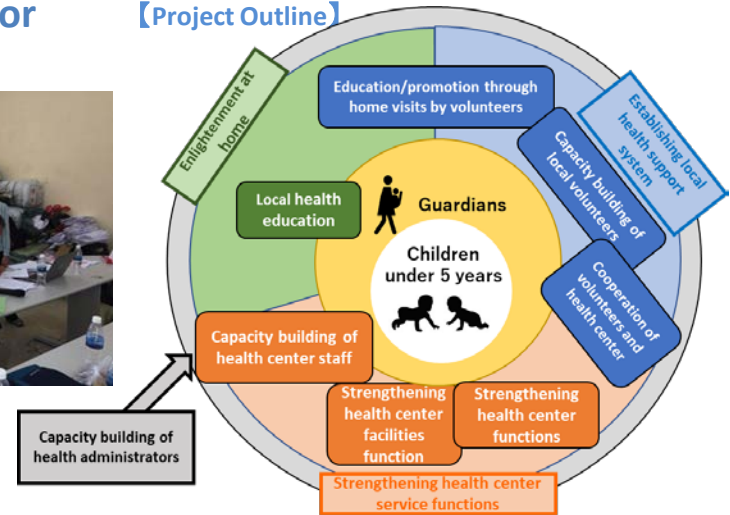 or
【Project Outline】
Enlightenment at
home
Education/promotion through
home visits by volunteers
Establishing local
health support
system
Capacity building of
local volunteers
Local health
education
Guardians
Children
under 5 years
Cooperation of
volunteers and
health center
Capacity building of
health center staff
Strengthening
health center
facilities
function
Strengthening
health center
functions
Capacity building of
health administrators
Strengthening health center
service functions